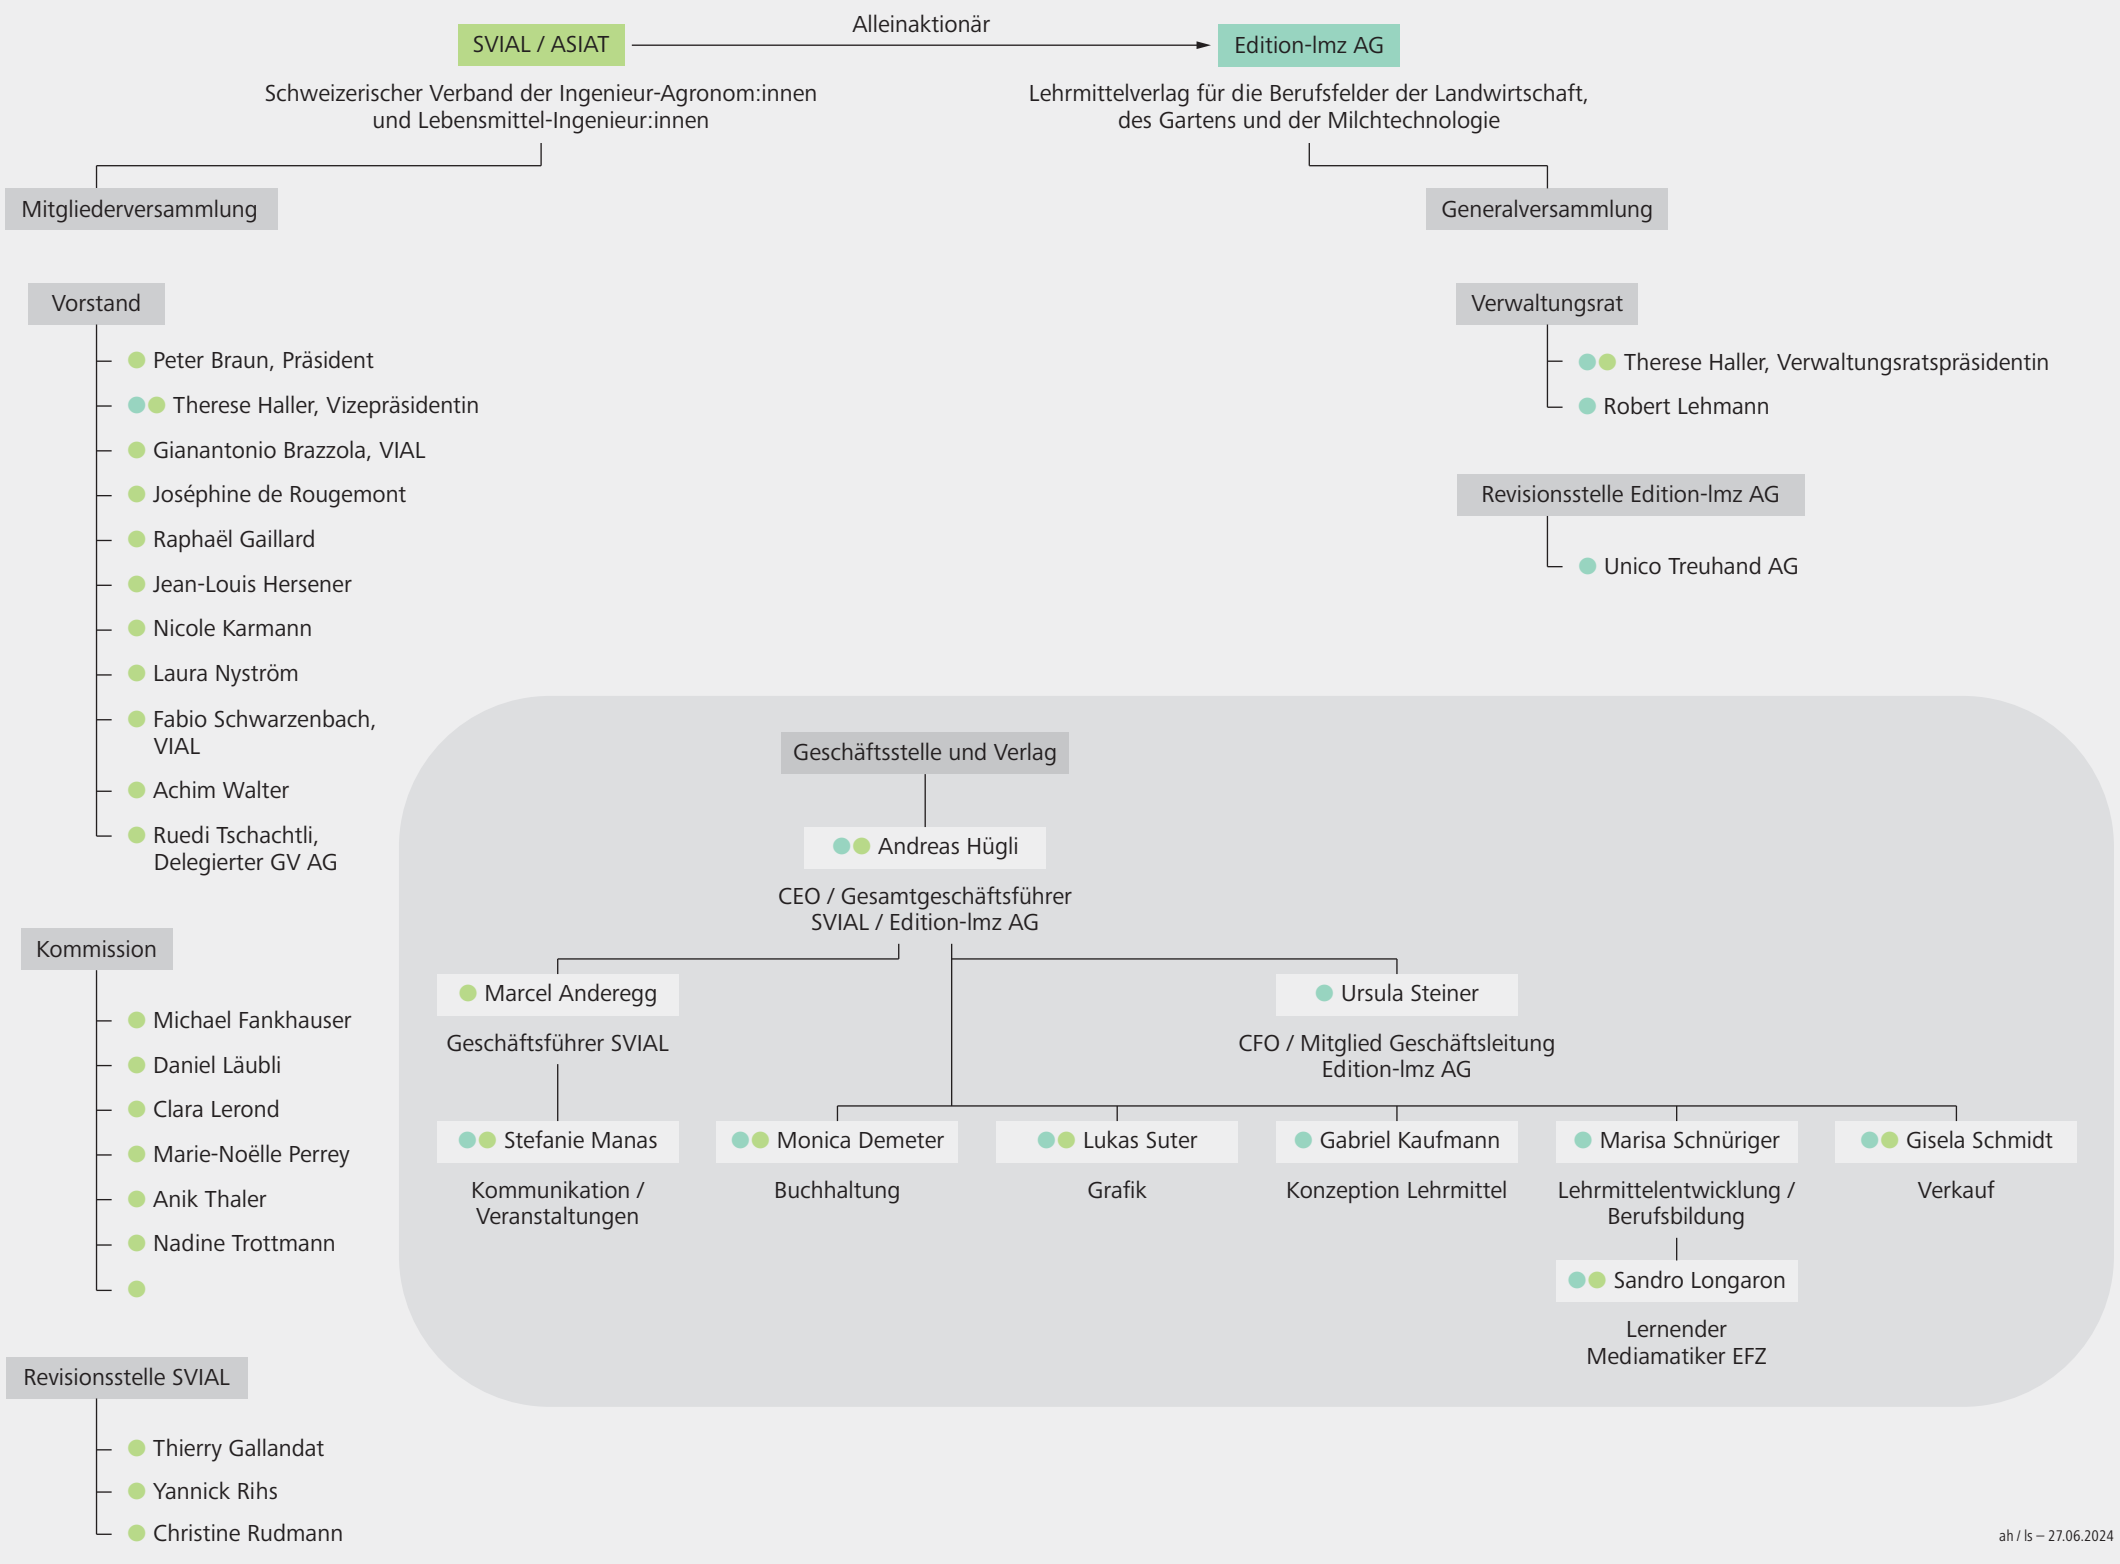 Alleinaktionär
SVIAL / ASIAT
Edition-lmz AG
Schweizerischer Verband der Ingenieur-Agronom:innen
und Lebensmittel-Ingenieur:innen
Lehrmittelverlag für die Berufsfelder der Landwirtschaft,
des Gartens und der Milchtechnologie
Mitgliederversammlung
Generalversammlung
Vorstand
Peter Braun, Präsident
Therese Haller, Vizepräsidentin
Gianantonio Brazzola, VIAL
Joséphine de Rougemont
Raphaël Gaillard
Jean-Louis Hersener
Nicole Karmann
Laura Nyström
Fabio Schwarzenbach,
VIAL
Achim Walter
Ruedi Tschachtli,
Delegierter GV AG
Verwaltungsrat
Therese Haller, Verwaltungsratspräsidentin
Robert Lehmann
Revisionsstelle Edition-lmz AG
Unico Treuhand AG
Kommission
Michael Fankhauser
Daniel Läubli
Clara Lerond
Marie-Noëlle Perrey
Anik Thaler
Nadine Trottmann
Revisionsstelle SVIAL
Thierry Gallandat
Yannick Rihs
Christine Rudmann
Geschäftsstelle und Verlag
Andreas Hügli
CEO / Gesamtgeschäftsführer
SVIAL / Edition-lmz AG
Marcel Anderegg
Geschäftsführer SVIAL
Ursula Steiner
CFO / Mitglied Geschäftsleitung
Edition-lmz AG
Stefanie Manas
Kommunikation /
Veranstaltungen
Monica Demeter
Buchhaltung
Lukas Suter
Grafik
Gabriel Kaufmann
Konzeption Lehrmittel
Marisa Schnüriger
Lehrmittelentwicklung /
Berufsbildung
Gisela Schmidt
Verkauf
Sandro Longaron
Lernender
Mediamatiker EFZ
ah / ls – 27.06.2024